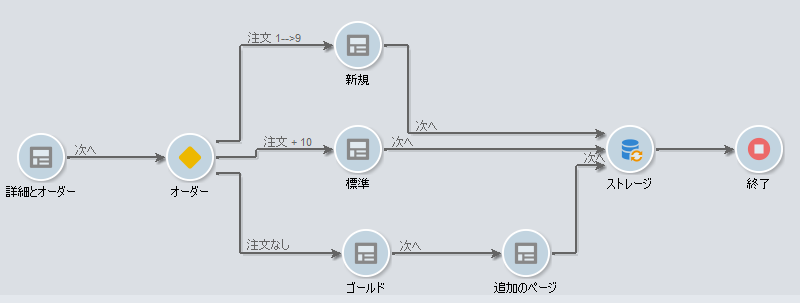 注文 1-->9
新規
次へ
次へ
詳細とオーダー
オーダー
注文 + 10
標準
次へ
次へ
ストレージ
終了
注文なし
ゴールド
次へ
追加のページ